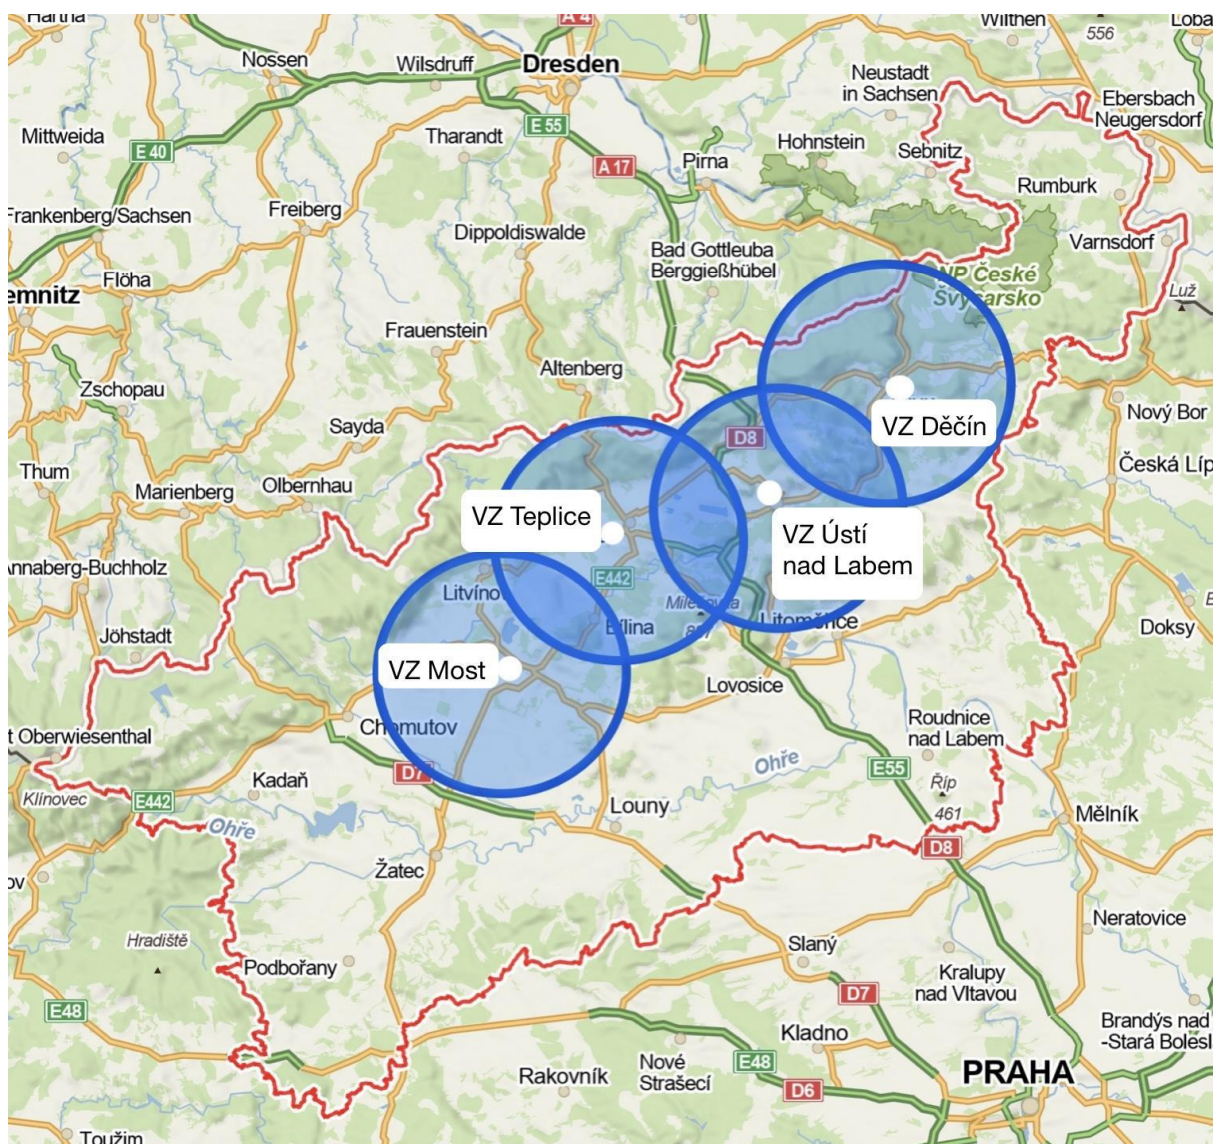 Hartha
A 4
Wilthen
556
Nossen
Wilsdruff
Dresden
Neustadt
in Sachsen
Ebersbach
Neugersdorf
Mittweida
E 40
Tharandt
E 55
A 17
Pirna
Hohnstein
Sebnitz
Rumburk
Frankenberg/Sachsen
Freiberg
Dippoldiswalde
Bad Gottleuba
Berggießhübel
Varnsdorf
Flöha
emnitz
NP České
Švýcarsko
Luž
Frauenstein
Altenberg
Zschopau
Nový Bor
Sayda
D8
VZ Děčín
Thum
Marienberg
Olbernhau
Česká Líp
VZ Teplice
VZ Ústí
nad Labem
Annaberg-Buchholz
Litvíno
E442
Milešovka
Bílina
Litoměřice
Jöhstadt
Doksy
VZ Most
Lovosice
Chomutov
Roudnice
nad Labem
t Oberwiesenthal
D7
Ohře
E55
Kadaň
Klínovec
E442
Říp
461
Louny
Ohře
Mělník
D8
Žatec
Neratovice
Hradiště
Slaný
Podbořany
Kralupy
nad Vltavou
D7
E48
Kladno
Brandýs nad
-Stará Bolesl
Nové
Strašecí
E48
PRAHA
Rakovník
D6
Toužim